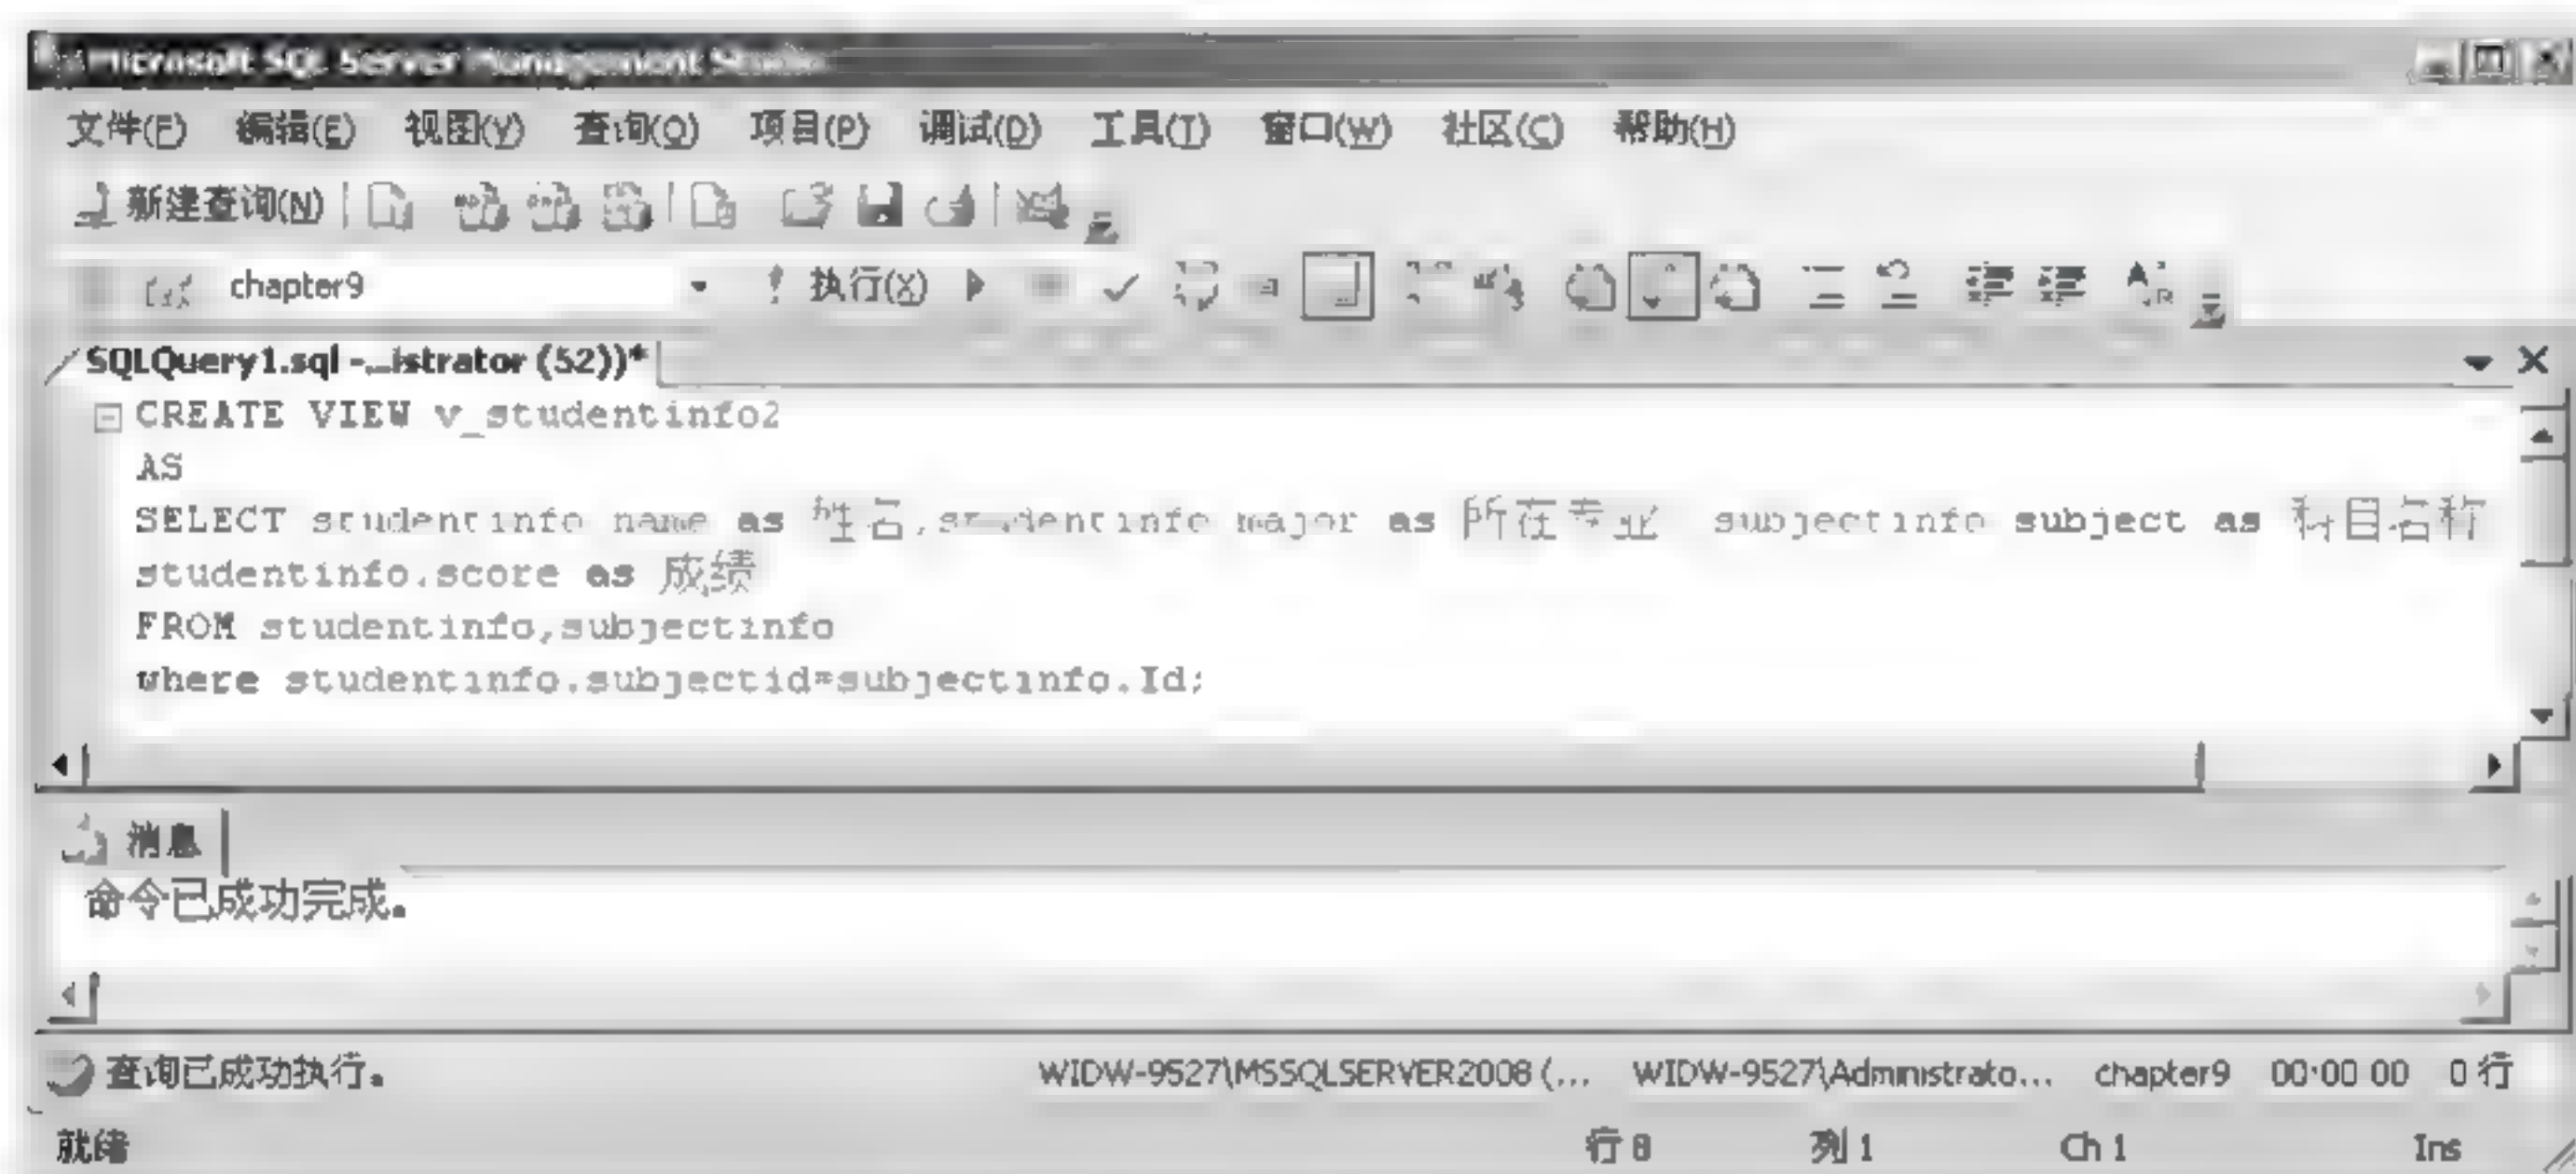 Microsoft SQL Server Management Studio
文件(F) 编辑(E) 视图(V) 查询(Q) 项目(P) 调试(D) 工具(T) 窗口(W) 社区(C) 帮助(H)
新建查询(N)
chapter9 执行(X)
SQLQuery1.sql -...istrator (52))*
CREATE VIEW v_studentinfo2
AS
SELECT studentinfo name as 姓名,studentinfo major as 所在专业 subjectinfo subject as 科目名称
studentinfo.score as 成绩
FROM studentinfo,subjectinfo
where studentinfo.subjectid=subjectinfo.Id;
消息
命令已成功完成。
查询已成功执行。 WIDW-9527\MSSQLSERVER2008 (... WIDW-9527\Administrato... chapter9 00:00 00 0 行
就绪 行 8 列 1 Ch 1 Ins